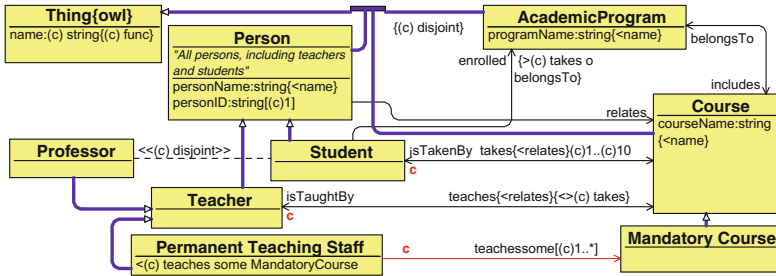 Thing{owl}
name:(c) string{(c) func}
{(c) disjoint}
AcademicProgram
programName:string{<name}
Person
"All persons, including teachers
and students"
personName:string{<name}
personID:string[(c)1]
enrolled
{>(c) takes o
belongsTo}
belongsTo
includes
relates
Course
courseName:string
{<name}
Professor
<<(c) disjoint>>
Student
isTakenBy
takes{<relates}(c)1..(c)10
c
Teacher
isTaughtBy
teaches{<relates}{<>(c) takes}
c
Permanent Teaching Staff
<(c) teaches some MandatoryCourse
c
teachessome[(c)1..*]
Mandatory Course